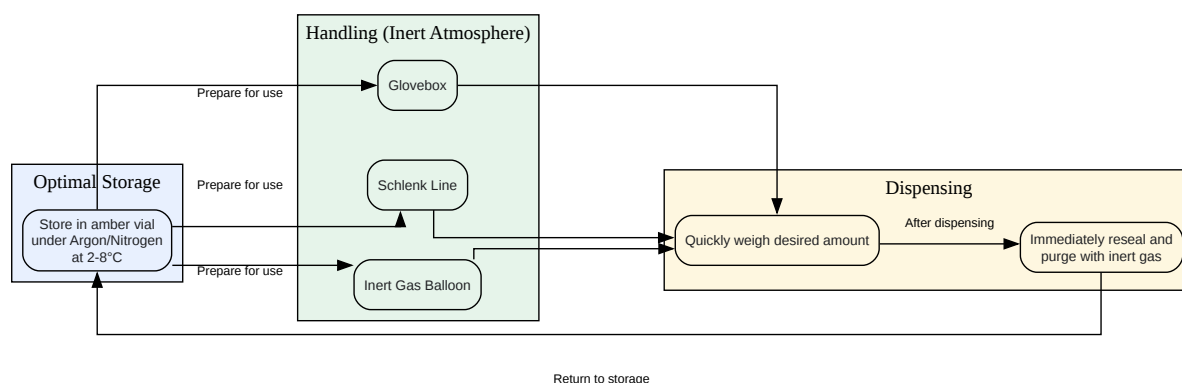 Handling (Inert Atmosphere)
Glovebox
Prepare for use
Optimal Storage
Store in amber vial
under Argon/Nitrogen
at 2-8°C
Prepare for use
Schlenk Line
Prepare for use
Inert Gas Balloon
Dispensing
Quickly weigh desired amount
After dispensing
Immediately reseal and
purge with inert gas
Return to storage